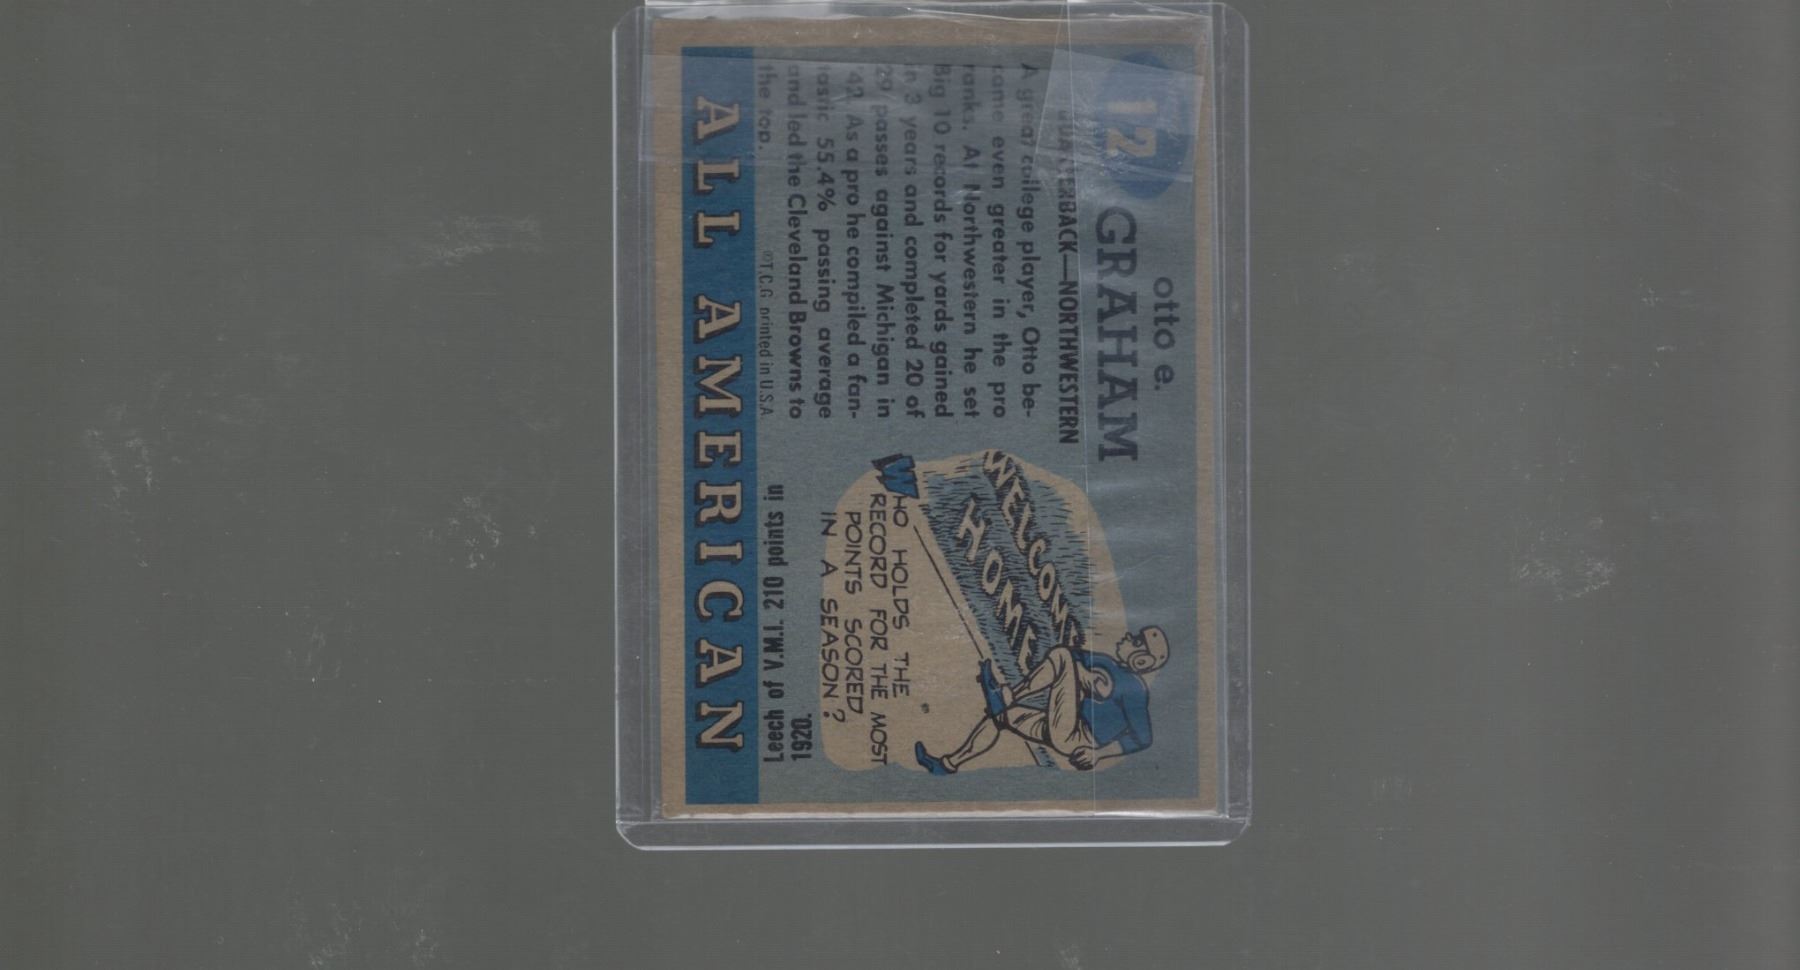 12
otto e.
GRAHAM
QUARTERBACK—NORTHWESTERN
A great college player, Otto be-
came even greater in the pro
ranks. At Northwestern he set
Big 10 records for yards gained
in 3 years and completed 20 of
29 passes against Michigan in
'42. As a pro he compiled a fan-
tastic 55.4% passing average
and led the Cleveland Browns to
the top.
©T.C.G printed in U.S.A.
WELCOME
HOME
WHO HOLDS THE
RECORD FOR THE MOST
POINTS SCORED
IN A SEASON?
Leech of V.M.I. 210 points in
1920.
ALL AMERICAN